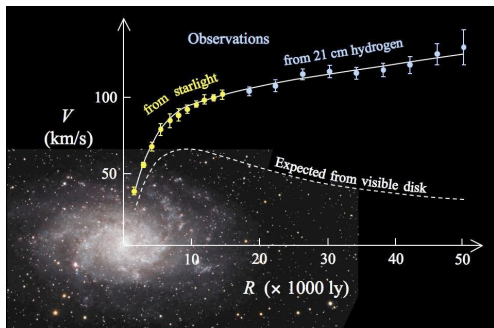 Observations
from 21 cm hydrogen
from starlight
V
(km/s)
100
50
Expected from visible disk
10
20
30
40
50
R (× 1000 ly)